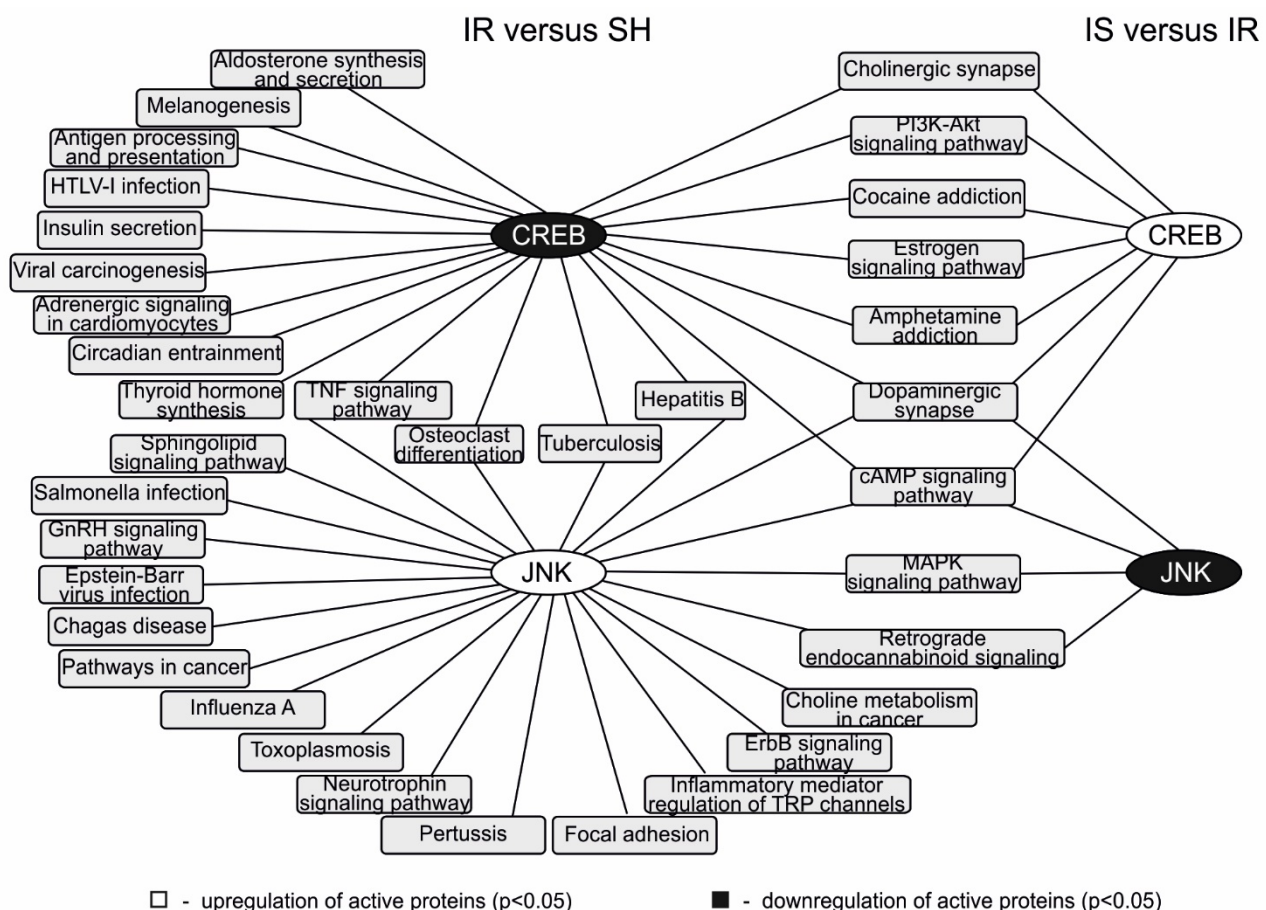 IR versus SH
IS versus IR
Aldosterone synthesis
and secretion
Melanogenesis
Antigen processing
and presentation
HTLV-I infection
Insulin secretion
Viral carcinogenesis
Adrenergic signaling
in cardiomyocytes
Circadian entrainment
Thyroid hormone
synthesis
TNF signaling
pathway
Osteoclast
differentiation
Tuberculosis
Hepatitis B
CREB
Cholinergic synapse
PI3K-Akt
signaling pathway
Cocaine addiction
Estrogen
signaling pathway
Amphetamine
addiction
Dopaminergic
synapse
cAMP signaling
pathway
MAPK
signaling pathway
Retrograde
endocannabinoid signaling
CREB
JNK
Sphingolipid
signaling pathway
Salmonella infection
GnRH signaling
pathway
Epstein-Barr
virus infection
Chagas disease
Pathways in cancer
Influenza A
Toxoplasmosis
Neurotrophin
signaling pathway
Pertussis
Focal adhesion
Inflammatory mediator
regulation of TRP channels
ErbB signaling
pathway
Choline metabolism
in cancer
JNK
- upregulation of active proteins (p<0.05)
- downregulation of active proteins (p<0.05)